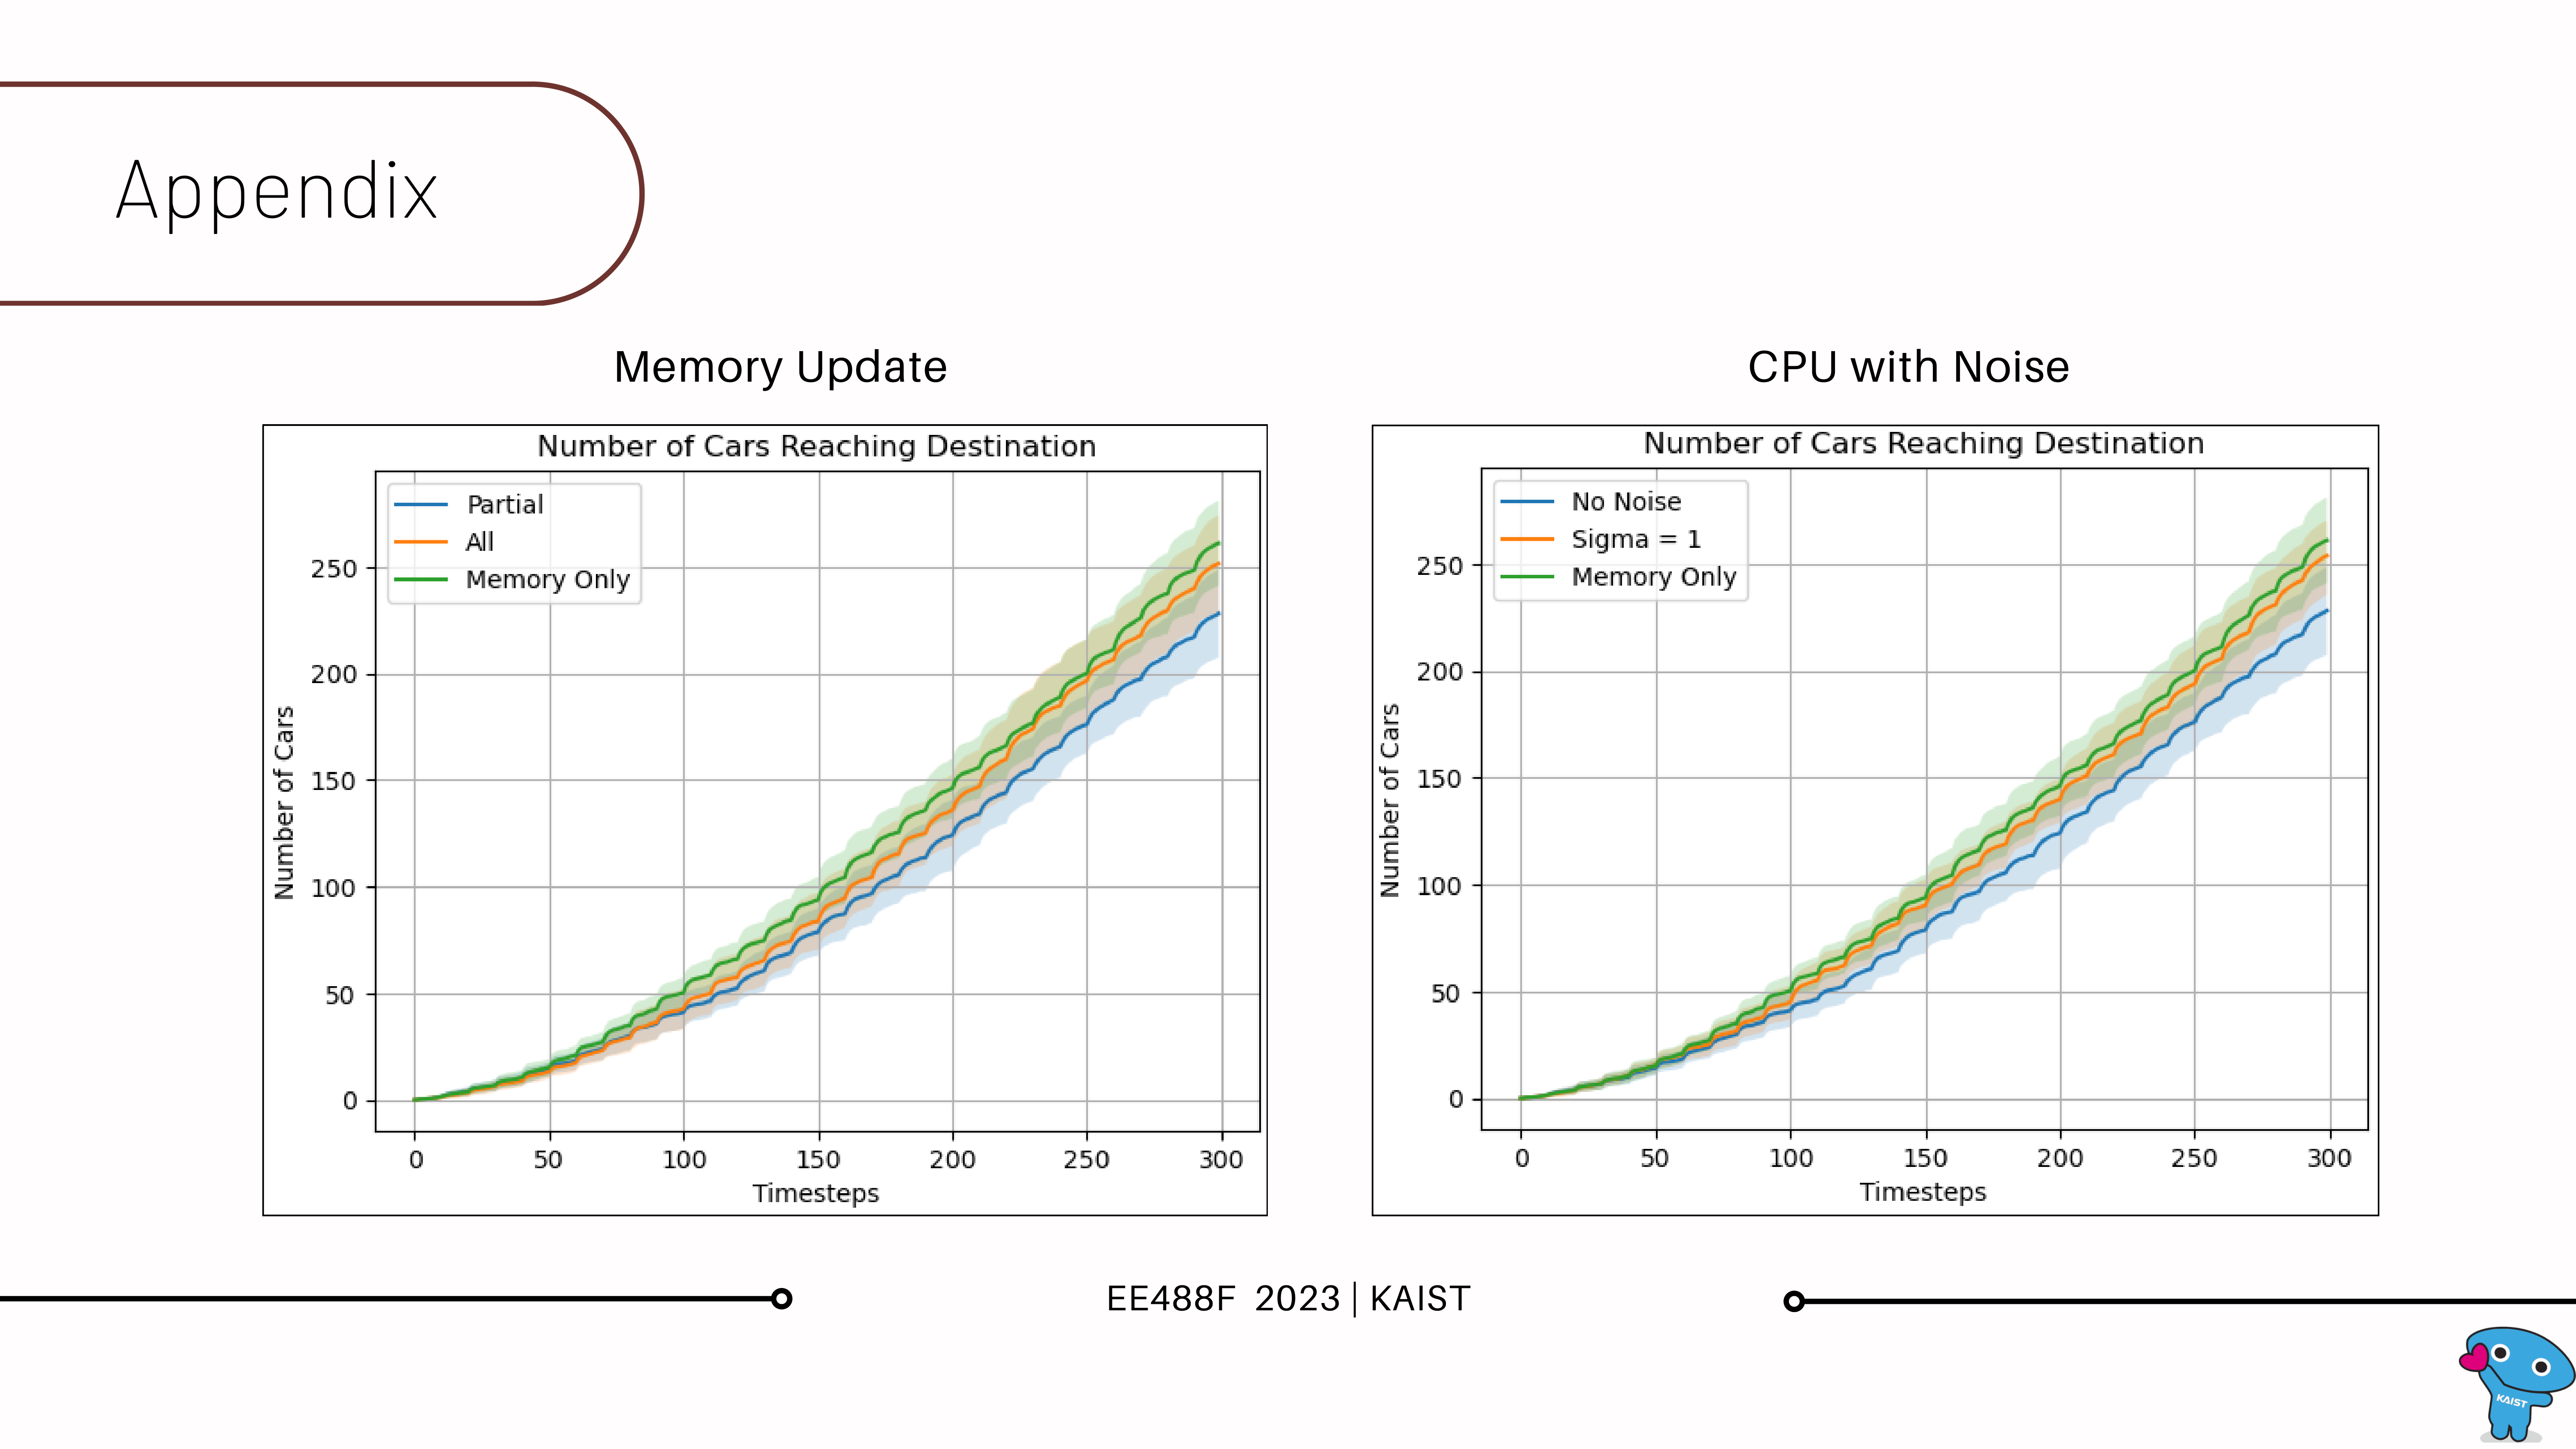 Appendix
Memory Update
Number of Cars Reaching Destination
Partial
All
Memory Only
250
200
150
100
50
0
Number of Cars
0 50 100 150 200 250 300
Timesteps
CPU with Noise
Number of Cars Reaching Destination
No Noise
Sigma = 1
Memory Only
250
200
150
100
50
0
Number of Cars
0 50 100 150 200 250 300
Timesteps
EE488F 2023 | KAIST
KAIST